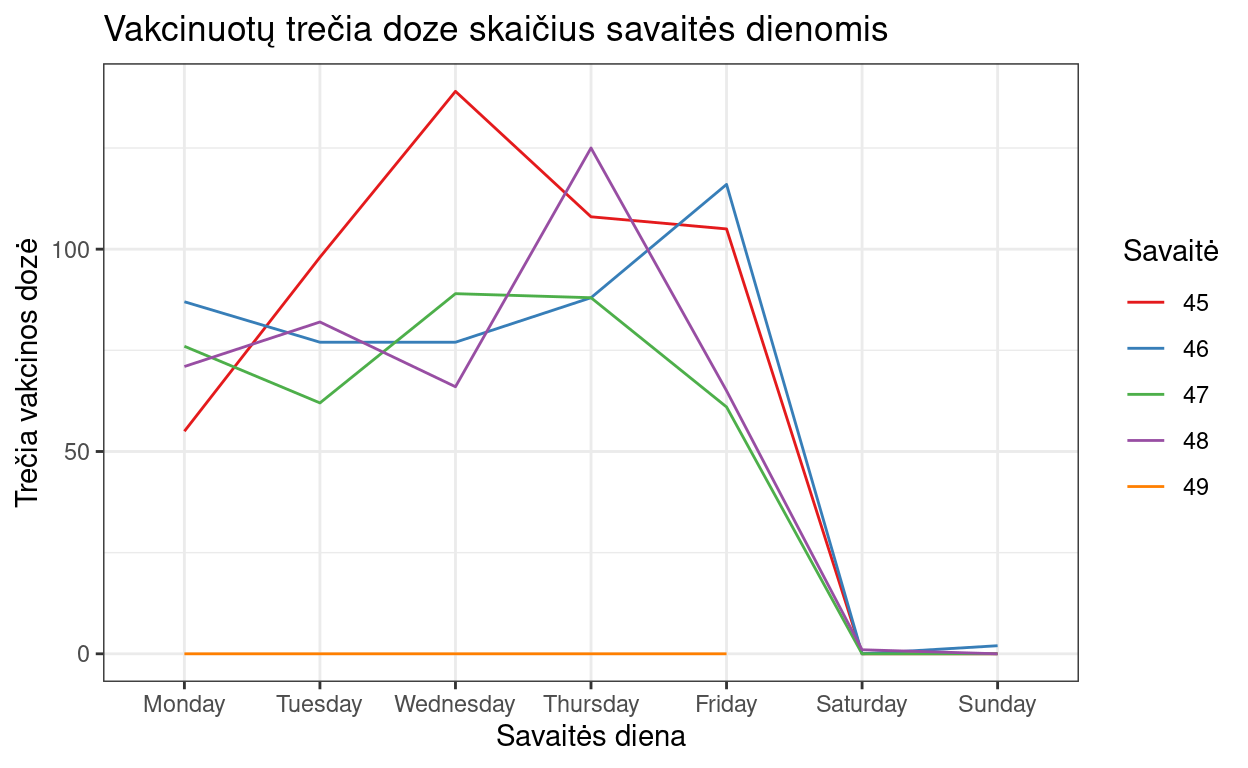 Vakcinuotų trečia doze skaičius savaitės dienomis
Trečia vakcinos dozė
100
50
0
Monday Tuesday Wednesday Thursday Friday Saturday Sunday
Savaitės diena
Savaitė
45
46
47
48
49